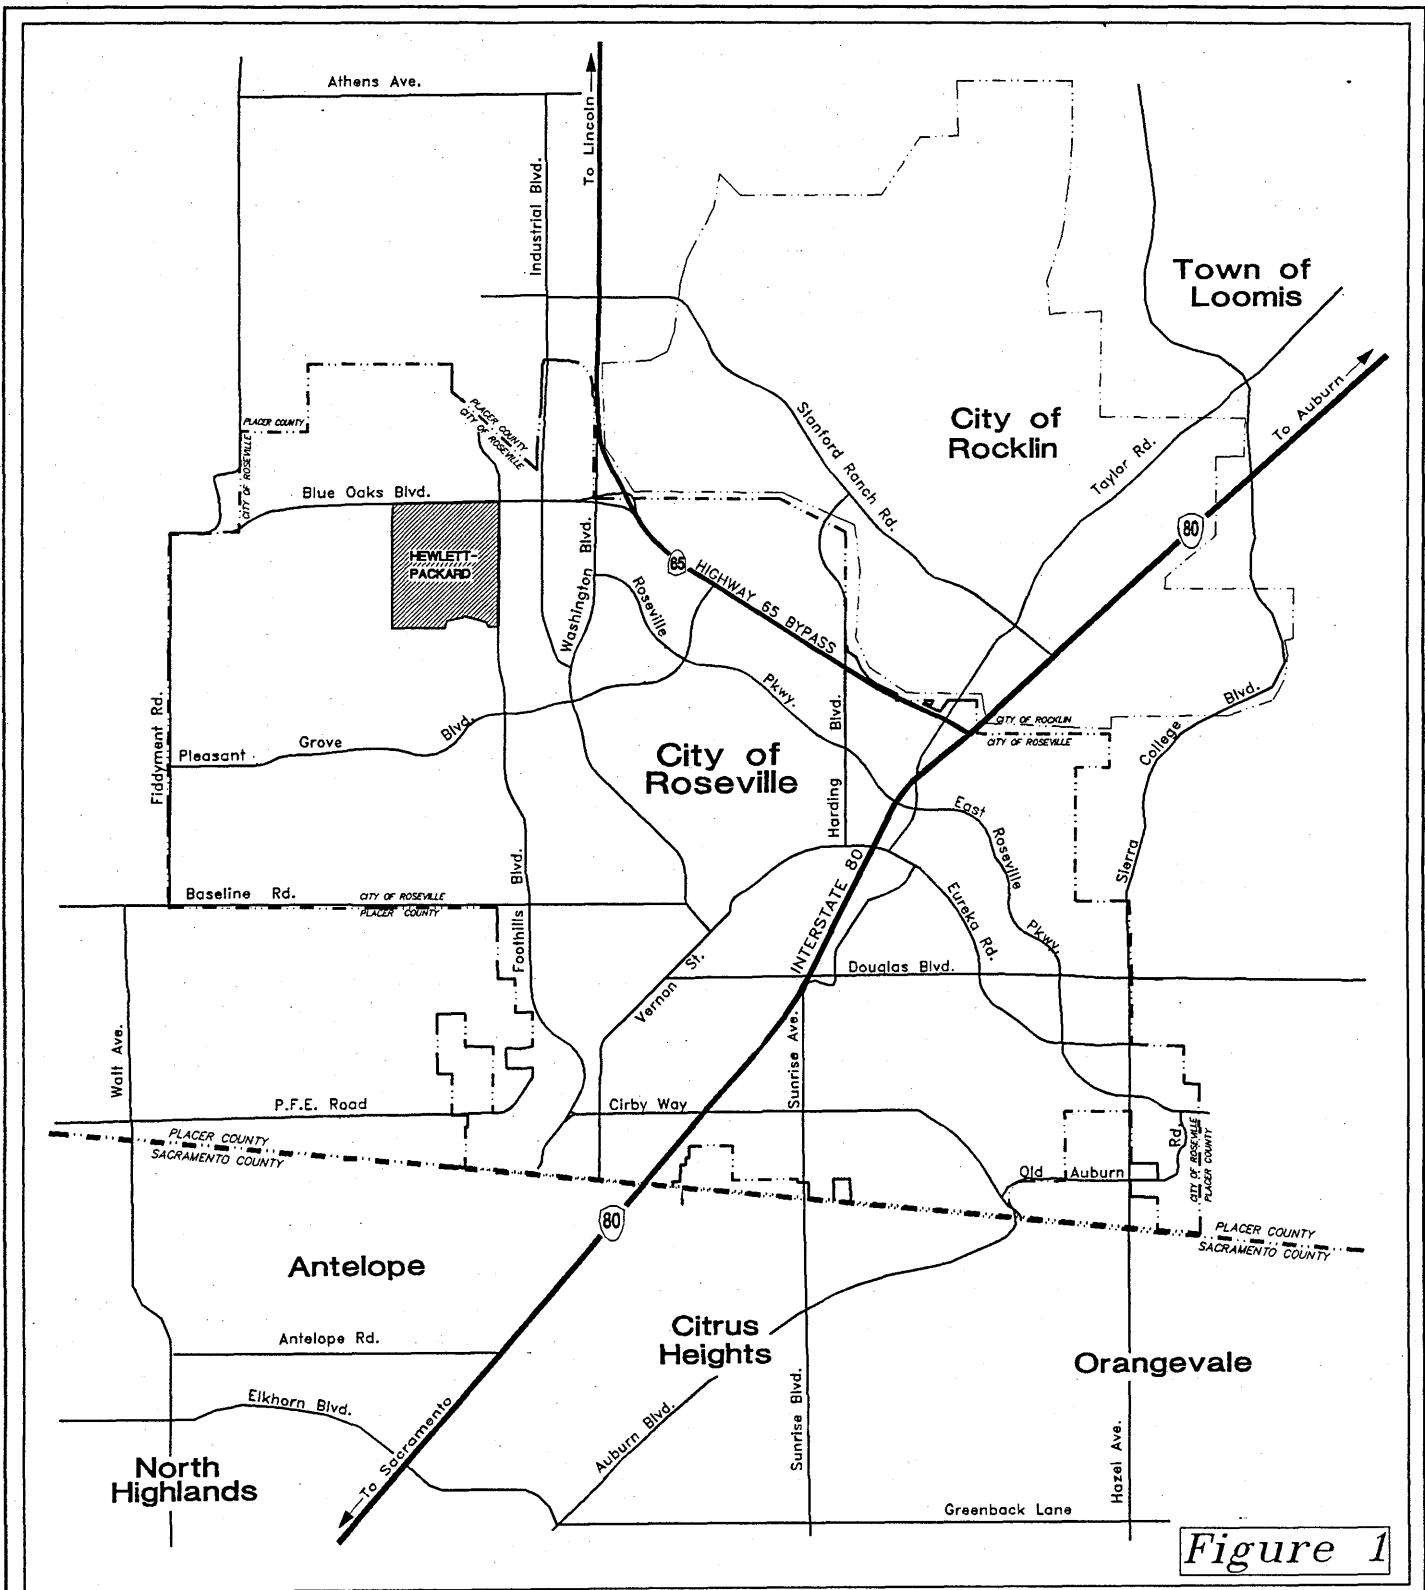 Athens Ave.
To Lincoln
Industrial Blvd.
Town of
Loomis
To Auburn
PLACER COUNTY
CITY OF ROSEVILLE
PLACER COUNTY
CITY OF ROSEVILLE
City of
Rocklin
Stanford Ranch Rd.
Taylor Rd.
Blue Oaks Blvd.
80
HEWLETT-
PACKARD
Washington Blvd.
65
HIGHWAY 65 BYPASS
Roseville
Pkwy.
Fiddyment Rd.
Pleasant Grove Blvd.
City of
Roseville
Harding Blvd.
CITY OF ROCKLIN
CITY OF ROSEVILLE
Sierra College Blvd.
East Roseville Pkwy.
INTERSTATE 80
Eureka Rd.
Baseline Rd.
CITY OF ROSEVILLE
PLACER COUNTY
Foothills Blvd.
Vernon St.
Douglas Blvd.
Watt Ave.
Sunrise Ave.
P.F.E. Road
Cirby Way
PLACER COUNTY
SACRAMENTO COUNTY
Old Auburn Rd.
CITY OF ROSEVILLE
PLACER COUNTY
80
PLACER COUNTY
SACRAMENTO COUNTY
Antelope
Citrus
Heights
Antelope Rd.
Orangevale
Elkhorn Blvd.
To Sacramento
Auburn Blvd.
Sunrise Blvd.
Hazel Ave.
North
Highlands
Greenback Lane
Figure 1